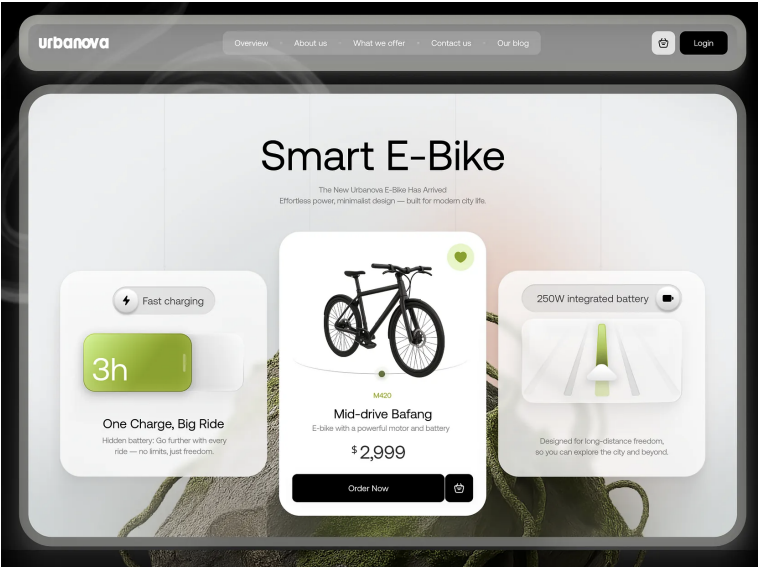 urbanova
Overview
About us
What we offer
Contact us
Our blog
Login
Smart E-Bike
The New Urbanova E-Bike Has Arrived
Effortless power, minimalist design — built for modern city life.
Fast charging
3h
One Charge, Big Ride
Hidden battery: Go further with every
ride — no limits, just freedom.
M420
Mid-drive Bafang
E-bike with a powerful motor and battery
$2,999
Order Now
250W integrated battery
Designed for long-distance freedom,
so you can explore the city and beyond.